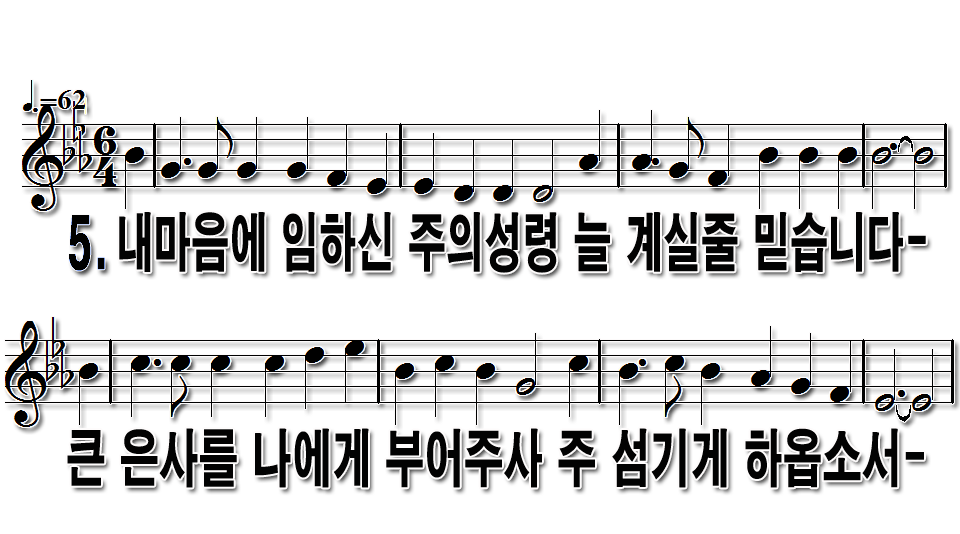 ♩.=62
6
4
5. 내마음에 임하신 주의성령 늘 계실줄 믿습니다-
큰 은사를 나에게 부어주사 주 섬기게 하옵소서-